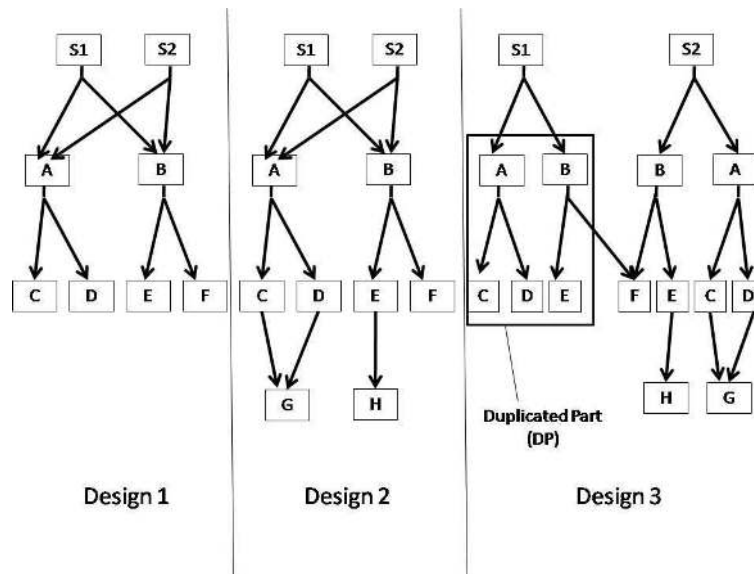 S1 S2
A B
C D E F
Design 1
S1 S2
A B
C D E F
G H
Design 2
S1 S2
A B B A
C D E F E C D
H G
Duplicated Part
(DP)
Design 3